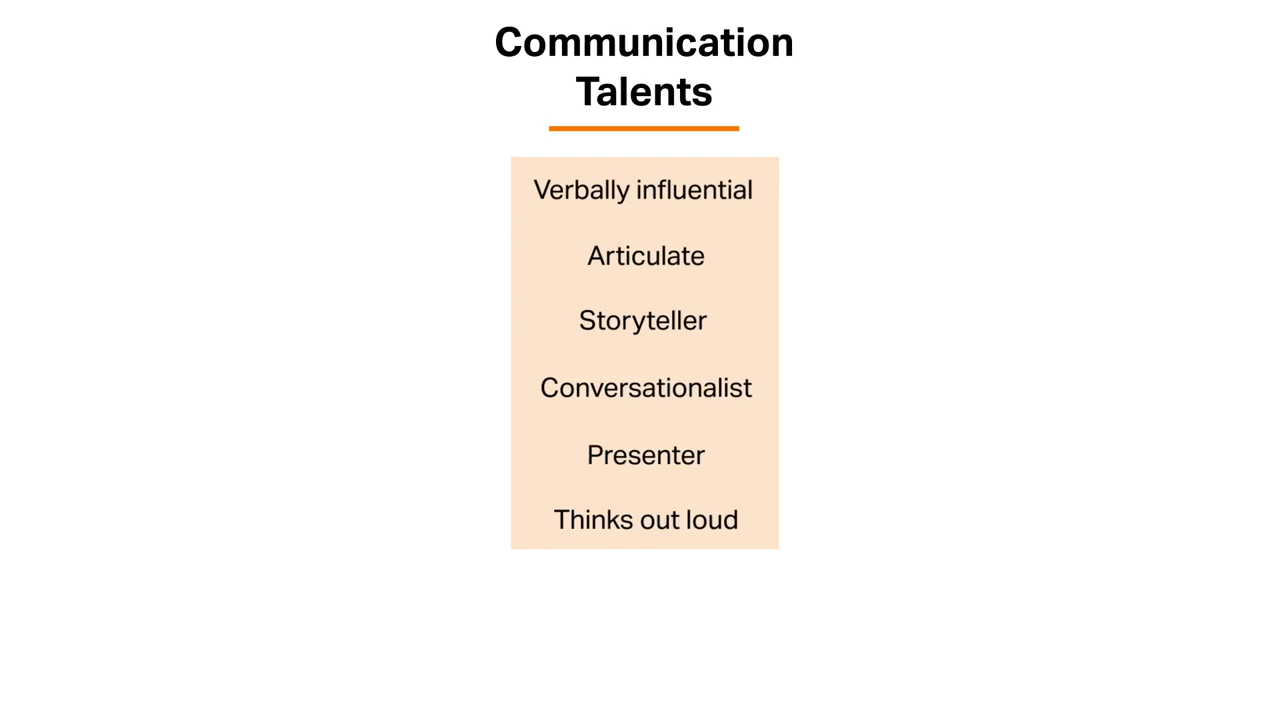 Communication
Talents
Verbally influential
Articulate
Storyteller
Conversationalist
Presenter
Thinks out loud